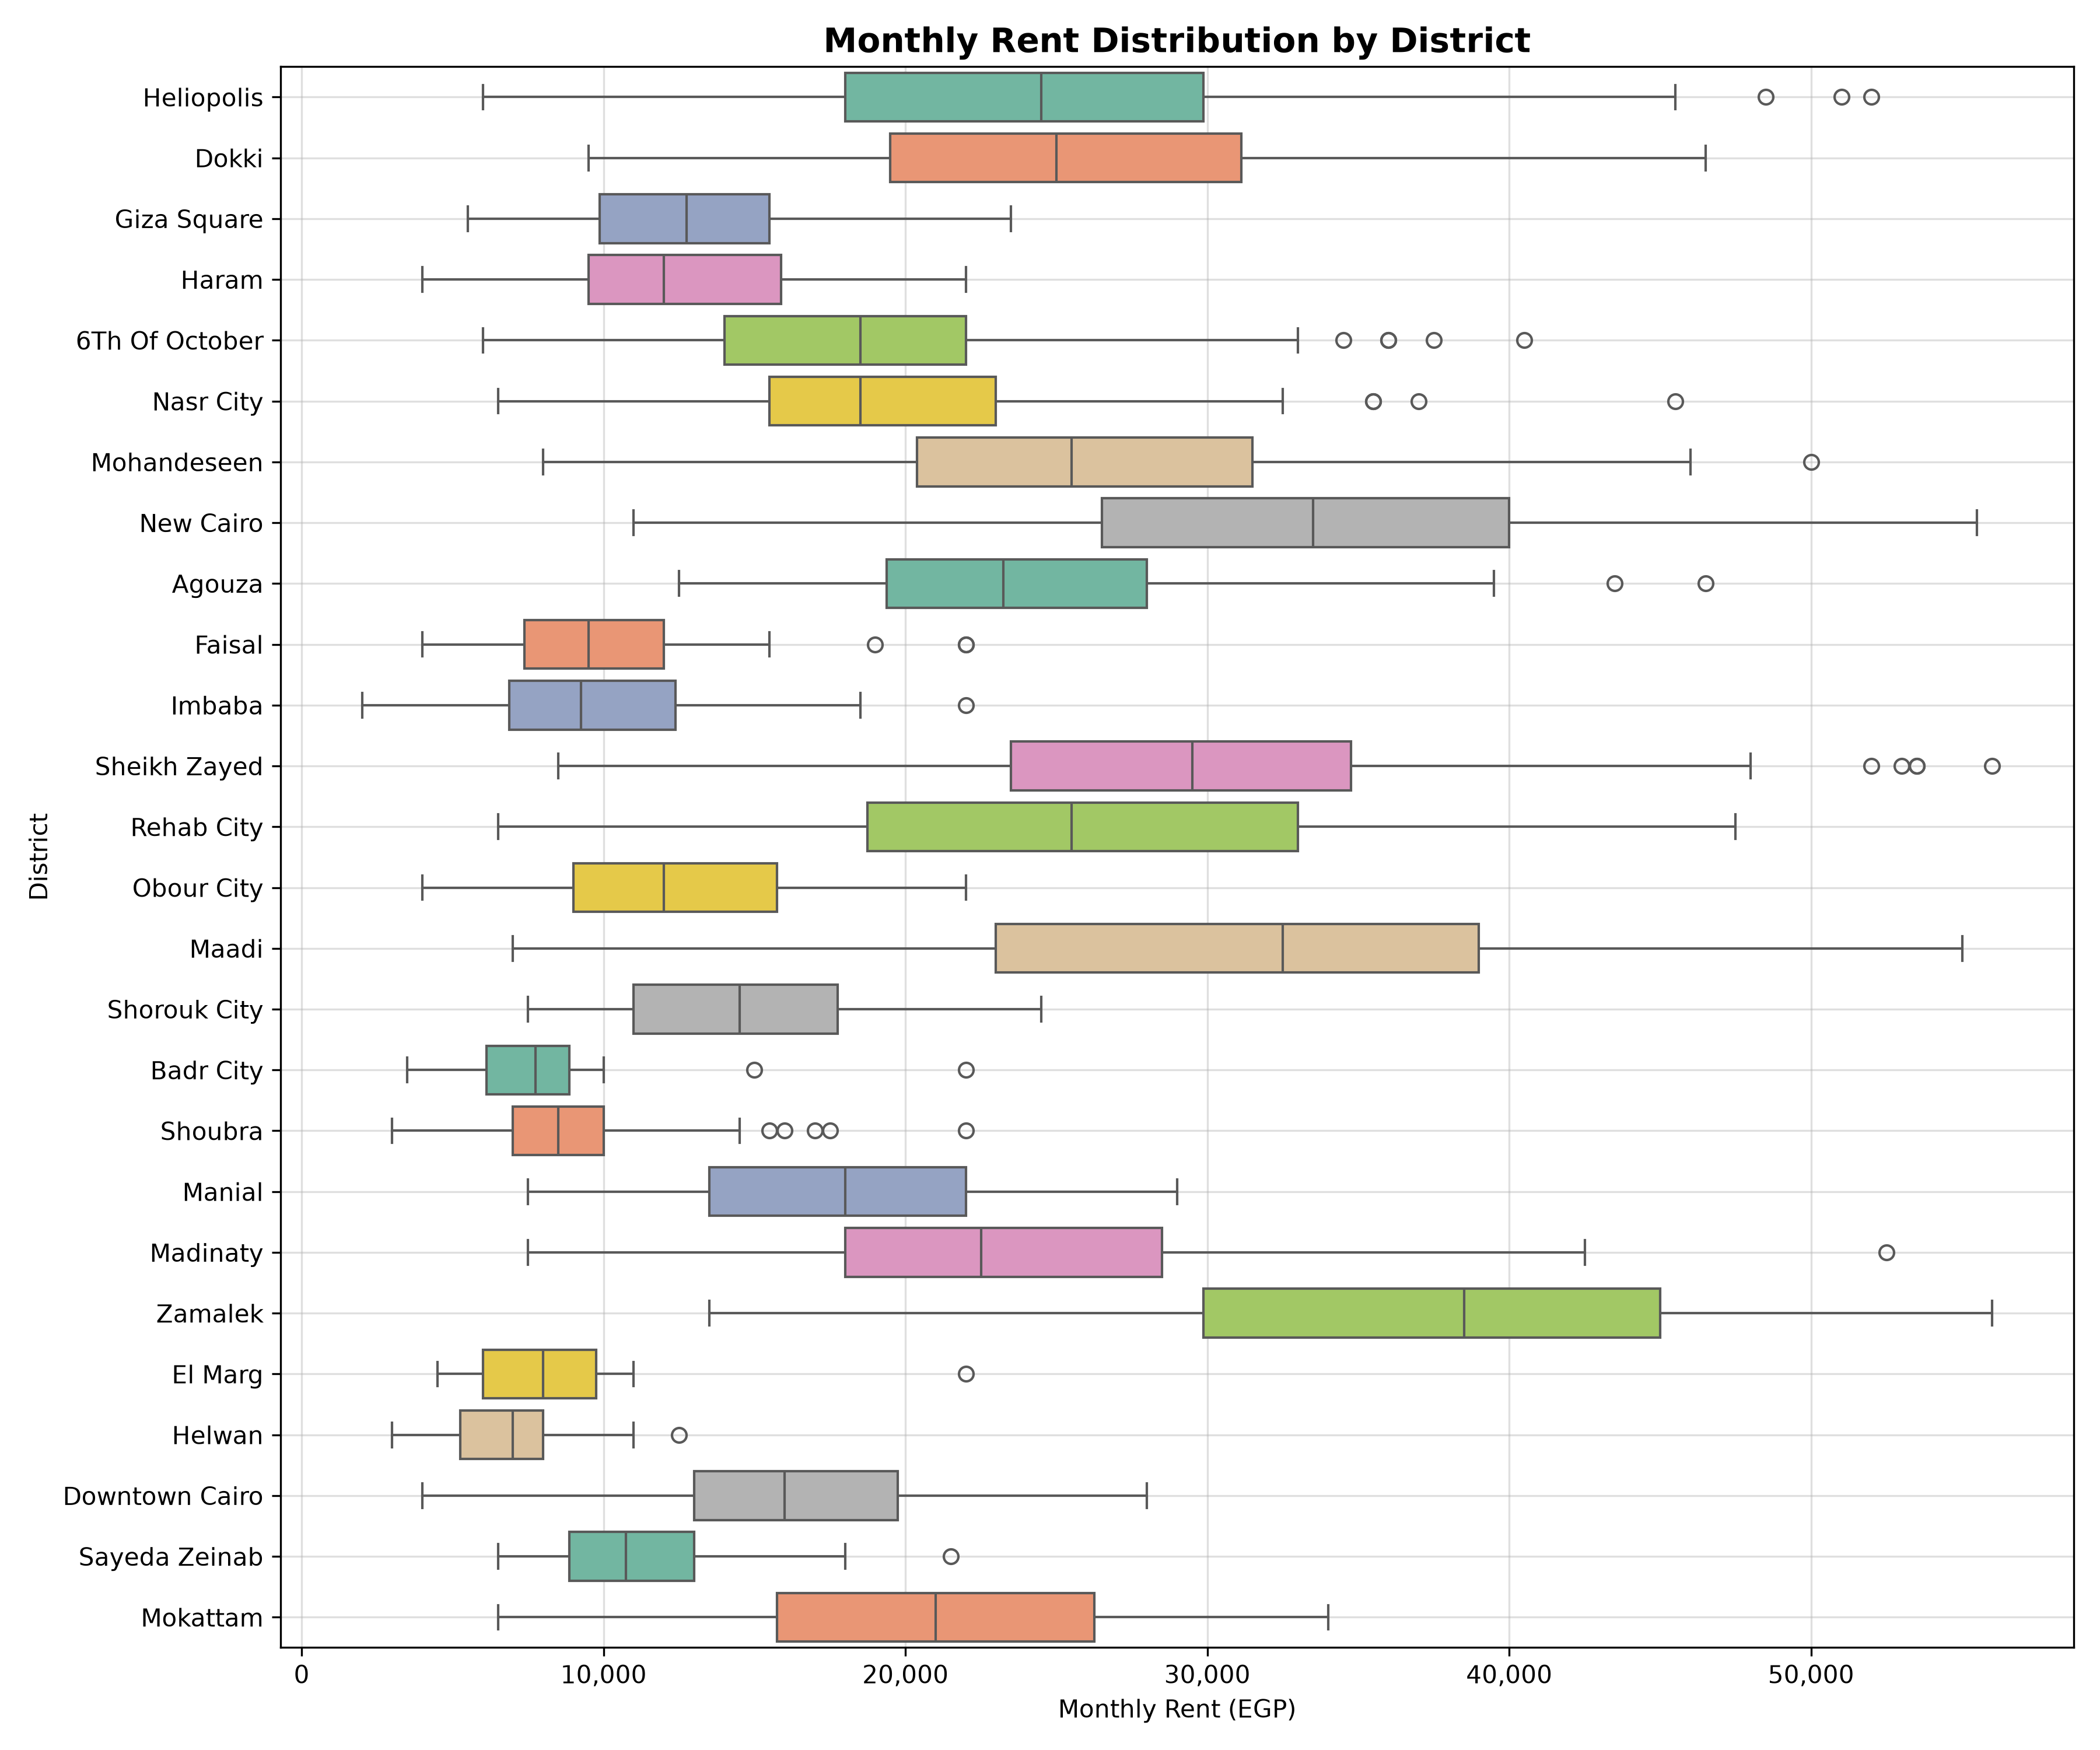 Monthly Rent Distribution by District
Heliopolis
Dokki
Giza Square
Haram
6Th Of October
Nasr City
Mohandeseen
New Cairo
Agouza
Faisal
Imbaba
Sheikh Zayed
Rehab City
Obour City
Maadi
Shorouk City
Badr City
Shoubra
Manial
Madinaty
Zamalek
El Marg
Helwan
Downtown Cairo
Sayeda Zeinab
Mokattam
District
0 10,000 20,000 30,000 40,000 50,000
Monthly Rent (EGP)